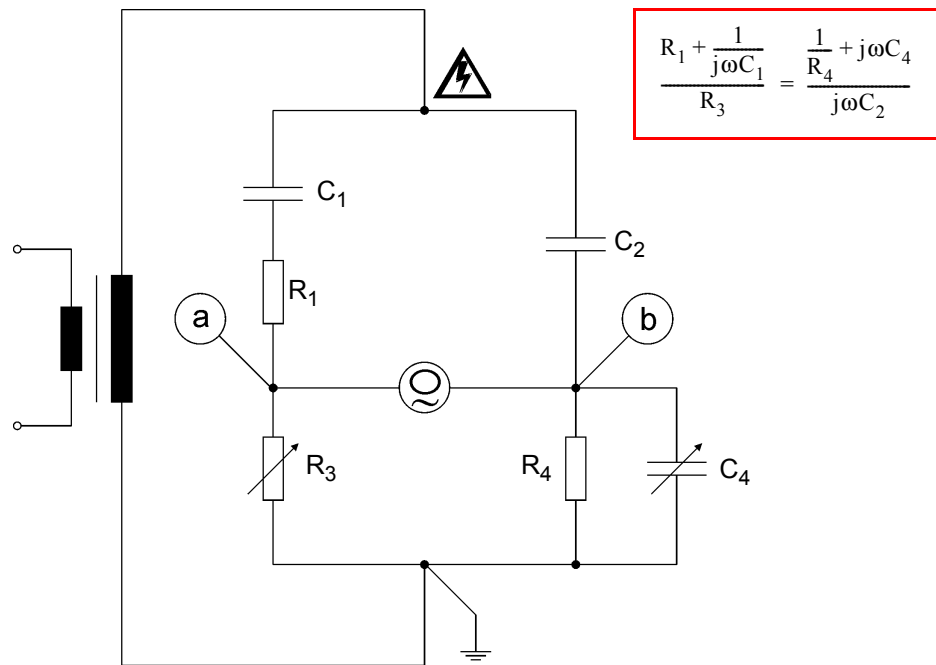 R₁ + 1/(jωC₁) / R₃ = (1/R₄ + jωC₄) / (jωC₂)
C₁
C₂
R₁
a
b
R₃
R₄
C₄